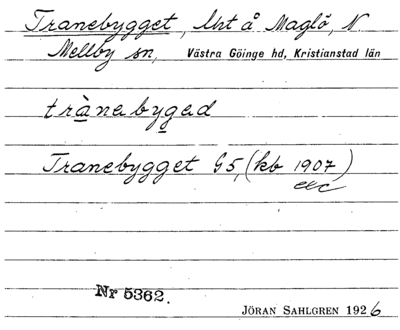 Tranebygget, lht å Maglö, N.
Mellby sn, Västra Göinge hd, Kristianstad län
trànebyged
Tranebygget G5, (kb 1907)
Nr 5362.
JÖRAN SAHLGREN 1926